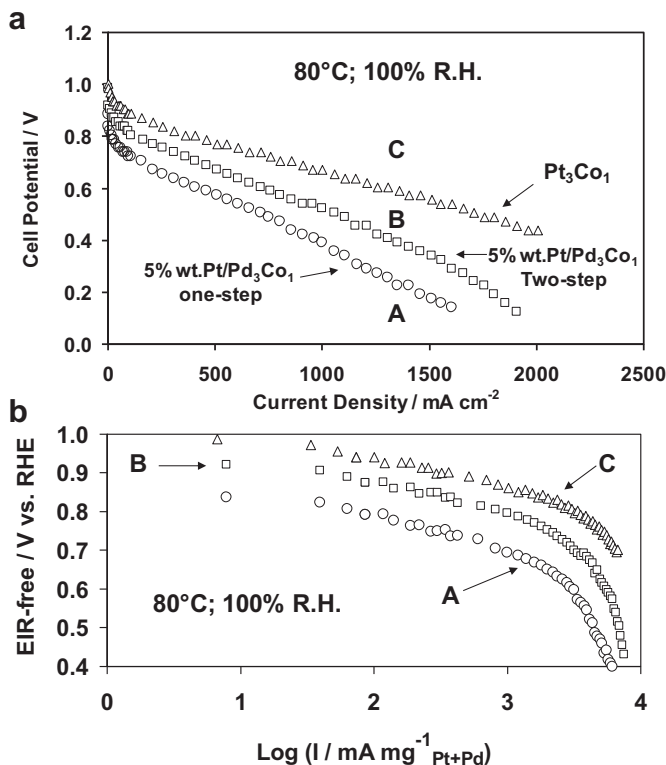 a
1.2
1.0
0.8
0.6
0.4
0.2
0.0
Cell Potential / V
80°C; 100% R.H.
C
Pt3Co1
B
5% wt.Pt/Pd3Co1
Two-step
5% wt.Pt/Pd3Co1
one-step
A
0 500 1000 1500 2000 2500
Current Density / mA cm-2
b
1.0
0.9
0.8
0.7
0.6
0.5
0.4
EIR-free / V vs. RHE
B
C
A
80°C; 100% R.H.
0 1 2 3 4
Log (I / mA mg-1 Pt+Pd)